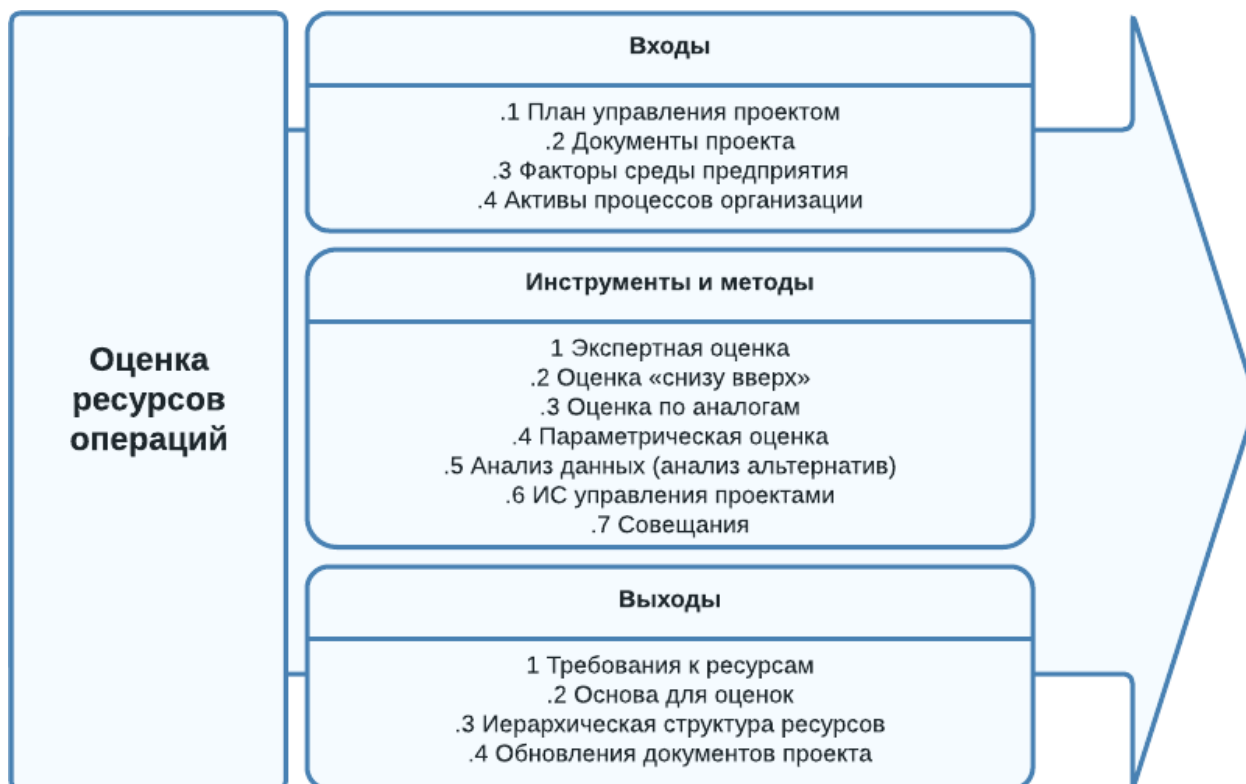 Оценка
ресурсов
операций
Входы
.1 План управления проектом
.2 Документы проекта
.3 Факторы среды предприятия
.4 Активы процессов организации
Инструменты и методы
1 Экспертная оценка
.2 Оценка «снизу вверх»
.3 Оценка по аналогам
.4 Параметрическая оценка
.5 Анализ данных (анализ альтернатив)
.6 ИС управления проектами
.7 Совещания
Выходы
1 Требования к ресурсам
.2 Основа для оценок
.3 Иерархическая структура ресурсов
.4 Обновления документов проекта